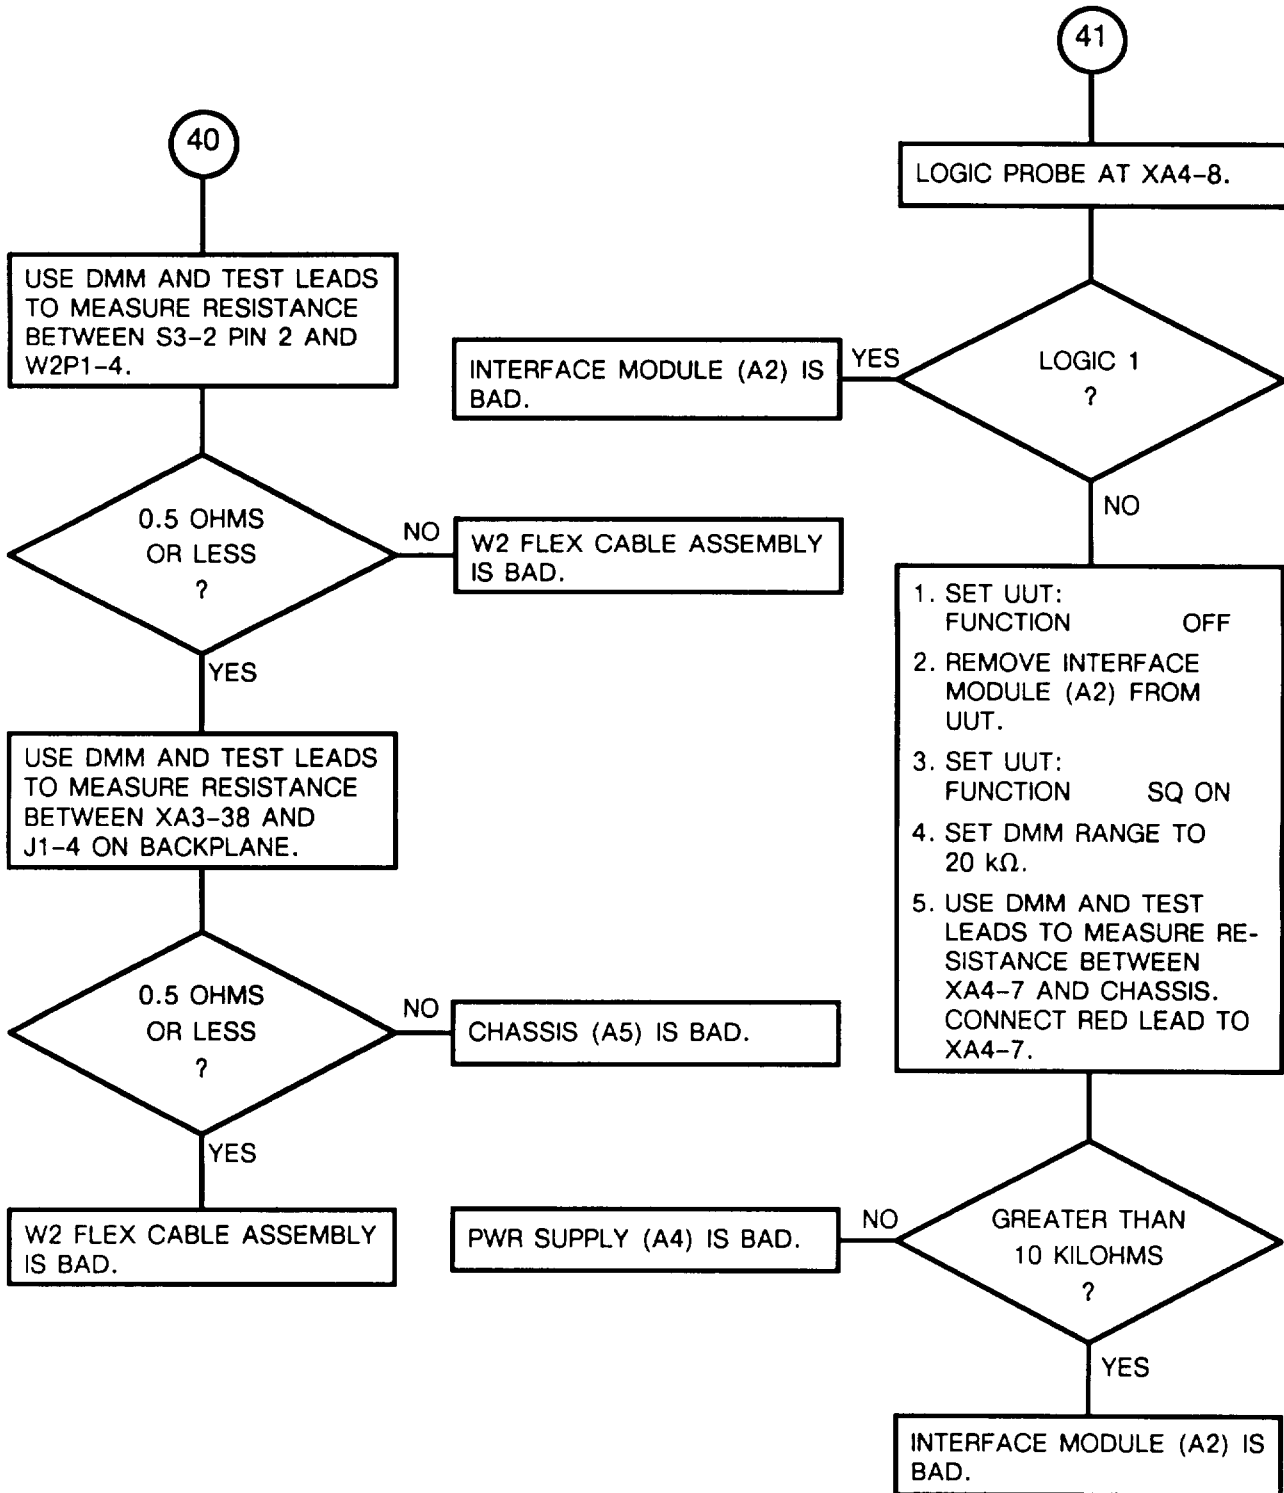 40
USE DMM AND TEST LEADS
TO MEASURE RESISTANCE
BETWEEN S3-2 PIN 2 AND
W2P1-4.
0.5 OHMS
OR LESS
?
NO
W2 FLEX CABLE ASSEMBLY
IS BAD.
YES
USE DMM AND TEST LEADS
TO MEASURE RESISTANCE
BETWEEN XA3-38 AND
J1-4 ON BACKPLANE.
0.5 OHMS
OR LESS
?
NO
CHASSIS (A5) IS BAD.
YES
W2 FLEX CABLE ASSEMBLY
IS BAD.
41
LOGIC PROBE AT XA4-8.
LOGIC 1
?
YES
INTERFACE MODULE (A2) IS
BAD.
NO
1. SET UUT:
FUNCTION OFF
2. REMOVE INTERFACE
MODULE (A2) FROM
UUT.
3. SET UUT:
FUNCTION SQ ON
4. SET DMM RANGE TO
20 kΩ.
5. USE DMM AND TEST
LEADS TO MEASURE RE-
SISTANCE BETWEEN
XA4-7 AND CHASSIS.
CONNECT RED LEAD TO
XA4-7.
GREATER THAN
10 KILOHMS
?
NO
PWR SUPPLY (A4) IS BAD.
YES
INTERFACE MODULE (A2) IS
BAD.